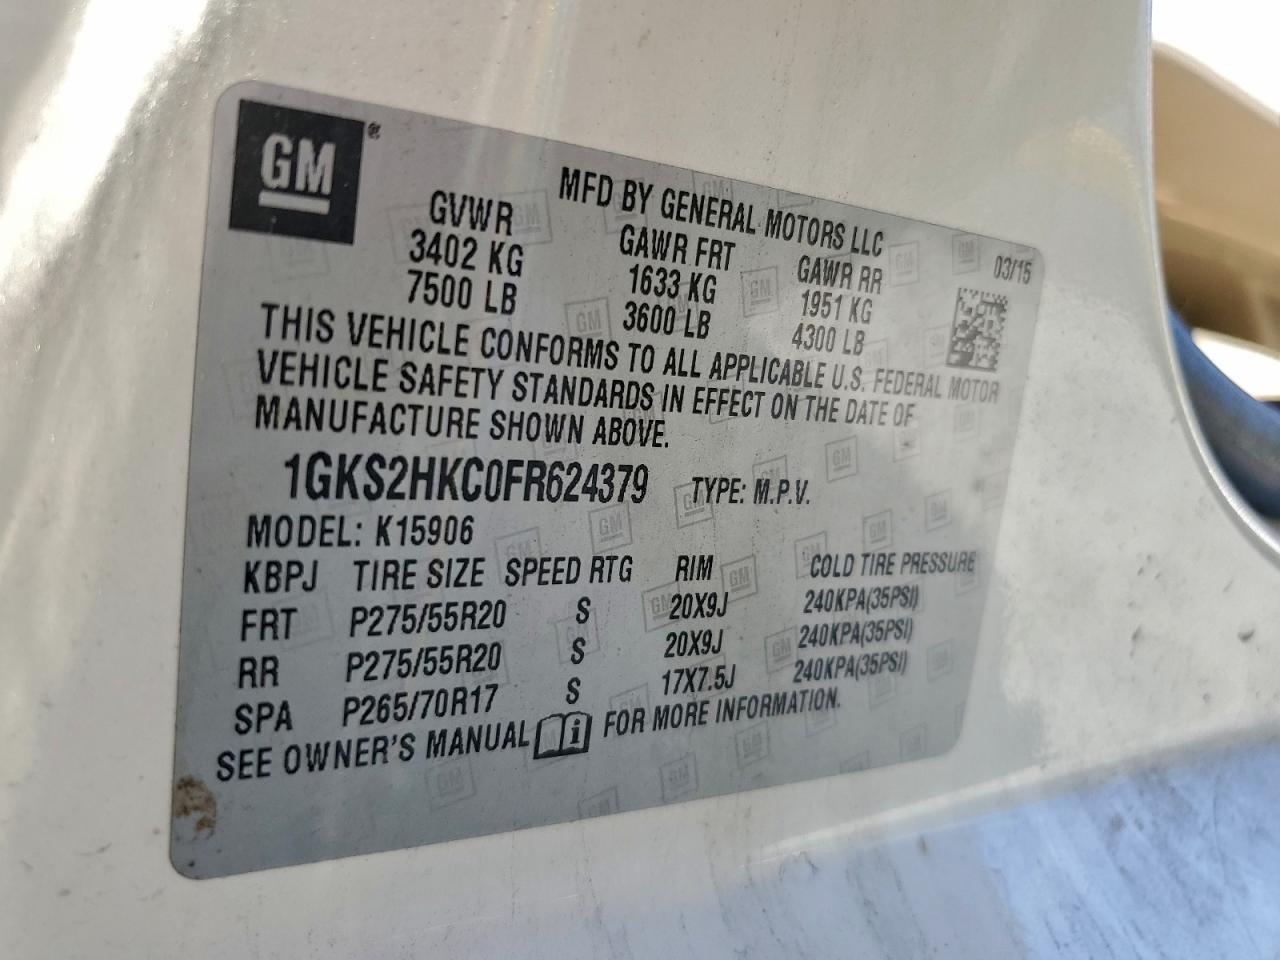 GM®
MFD BY GENERAL MOTORS LLC
03/15
GVWR GAWR FRT GAWR RR
3402 KG 1633 KG 1951 KG
7500 LB 3600 LB 4300 LB
THIS VEHICLE CONFORMS TO ALL APPLICABLE U.S. FEDERAL MOTOR
VEHICLE SAFETY STANDARDS IN EFFECT ON THE DATE OF
MANUFACTURE SHOWN ABOVE.
1GKS2HKC0FR624379 TYPE: M.P.V.
MODEL: K15906
KBPJ TIRE SIZE SPEED RTG RIM COLD TIRE PRESSURE
FRT P275/55R20 S 20X9J 240KPA(35PSI)
RR P275/55R20 S 20X9J 240KPA(35PSI)
SPA P265/70R17 S 17X7.5J 240KPA(35PSI)
SEE OWNER'S MANUAL i FOR MORE INFORMATION.